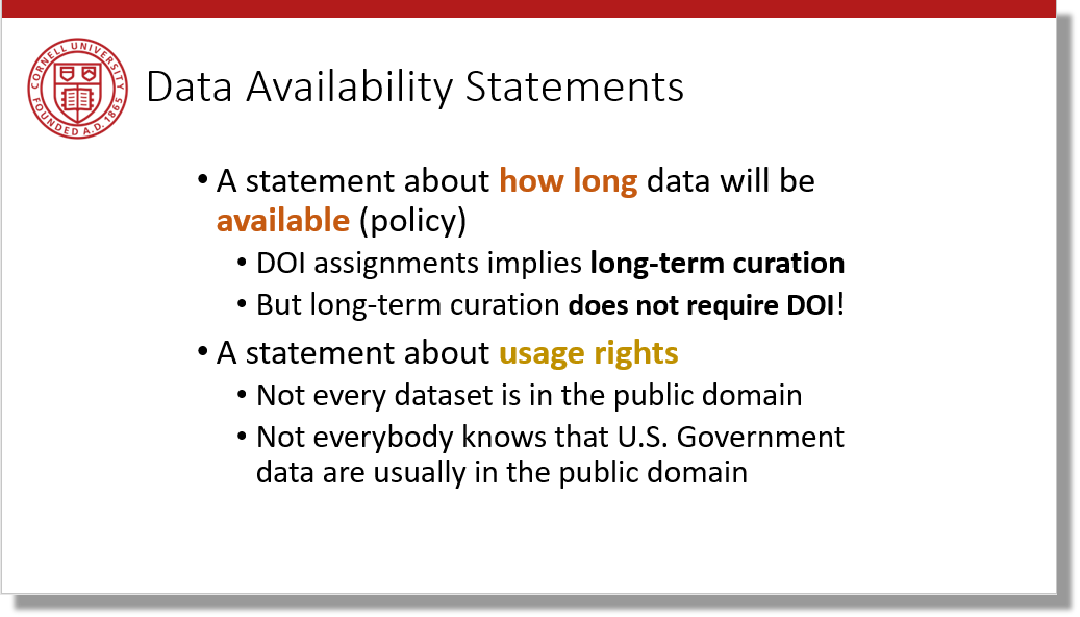 CORNELL UNIVERSITY
FOUNDED A.D. 1865
Data Availability Statements
• A statement about how long data will be
available (policy)
• DOI assignments implies long-term curation
• But long-term curation does not require DOI!
• A statement about usage rights
• Not every dataset is in the public domain
• Not everybody knows that U.S. Government
data are usually in the public domain